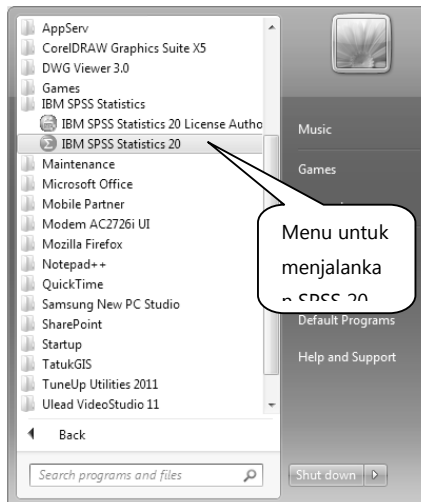 AppServ
CorelDRAW Graphics Suite X5
DWG Viewer 3.0
Games
IBM SPSS Statistics
IBM SPSS Statistics 20 License Autho
IBM SPSS Statistics 20
Maintenance
Microsoft Office
Mobile Partner
Modem AC2726i UI
Mozilla Firefox
Notepad++
QuickTime
Samsung New PC Studio
SharePoint
Startup
TatukGIS
TuneUp Utilities 2011
Ulead VideoStudio 11
Back
Search programs and files
Music
Games
Menu untuk
menjalanka
n SPSS 20
Default Programs
Help and Support
Shut down